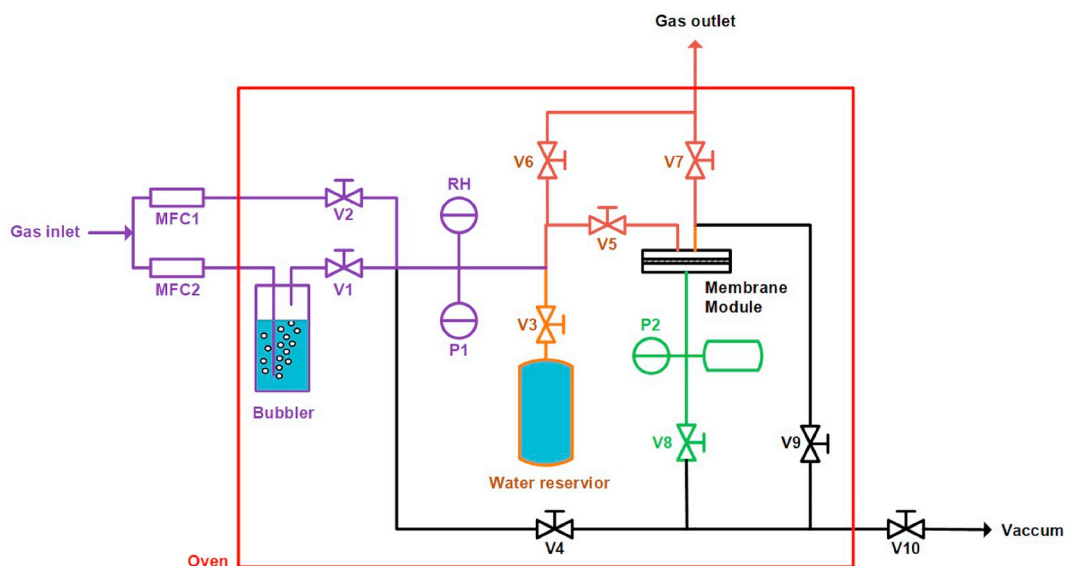 Gas outlet
V6
V7
RH
MFC1
V2
Gas inlet
V5
MFC2
V1
Membrane
Module
V3
P2
P1
Bubbler
V8
V9
Water reservior
V4
V10
Vaccum
Oven